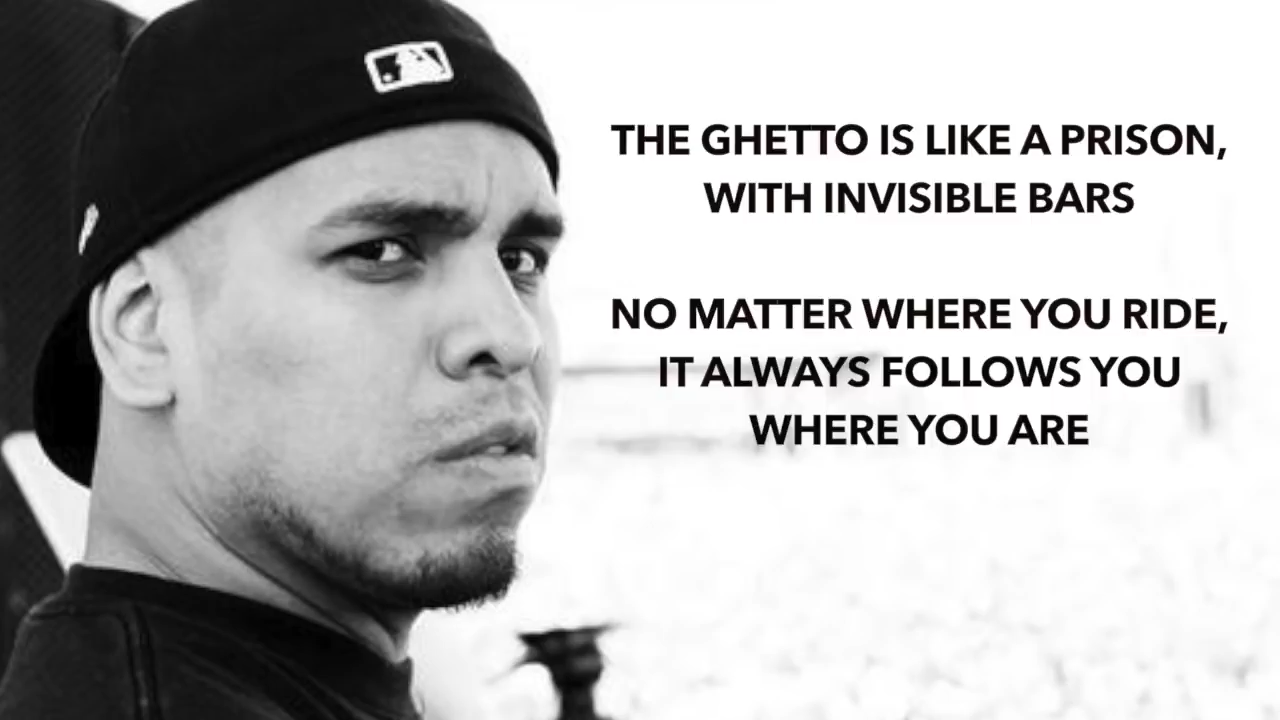 THE GHETTO IS LIKE A PRISON,
WITH INVISIBLE BARS
NO MATTER WHERE YOU RIDE,
IT ALWAYS FOLLOWS YOU
WHERE YOU ARE